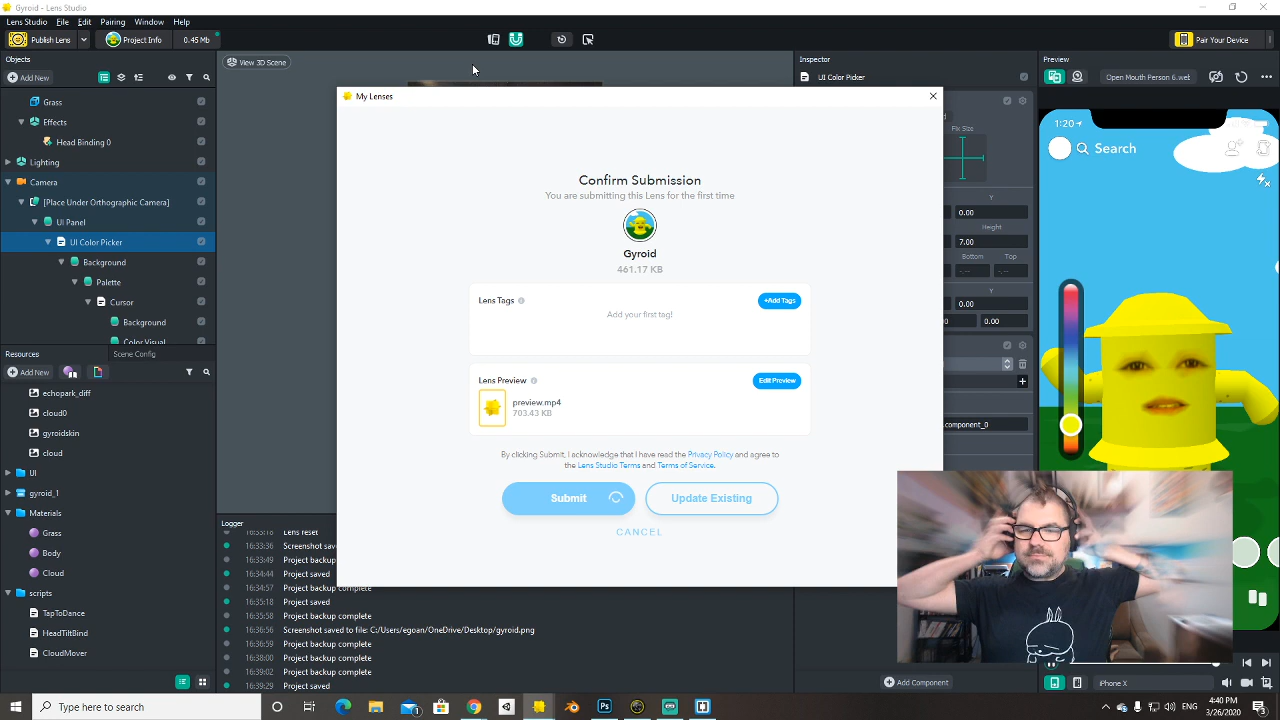 Gyroid - Lens Studio
Lens Studio File Edit Pairing Window Help
Publish Lens Project Info 0.45 Mb Pair Your Device
Objects
Add New
Grass
Effects
Head Binding 0
Lighting
Camera
[Place Under Orthographic Camera]
UI Panel
UI Color Picker
Background
Palette
Cursor
Background
Color Visual
Resources Scene Config
Add New
ecobark_diff
cloud0
gyroidskin
cloud
UI
gyroid_1
Materials
Grass
Body
Cloud
scripts
TapToDance
HeadTiltBind
CloudMover
View 3D Scene
My Lenses
Confirm Submission
You are submitting this Lens for the first time
Gyroid
461.17 KB
Lens Tags
+Add Tags
Add your first tag!
Lens Preview
Edit Preview
preview.mp4
703.43 KB
By clicking Submit, I acknowledge that I have read the Privacy Policy and agree to
the Lens Studio Terms and Terms of Service.
Submit Update Existing
CANCEL
Logger
Lens reset
16:33:36 Screenshot sav
16:33:49 Project backup
16:34:44 Project saved
16:34:57 Project backup complete
16:35:18 Project saved
16:35:58 Project backup complete
16:36:56 Screenshot saved to file: C:/Users/egoan/OneDrive/Desktop/gyroid.png
16:36:59 Project backup complete
16:38:00 Project backup complete
16:39:02 Project backup complete
16:39:29 Project saved
Inspector
UI Color Picker
Fix Size
Y
0.00
Height
7.00
Bottom Top
-.-- -.--
Y
0.00
0 0.00
component_0
Add Component
Preview
Open Mouth Person 6.web
1:20
Search
iPhone X
Type here to search
1
ENG
4:40 PM
3/26/2020